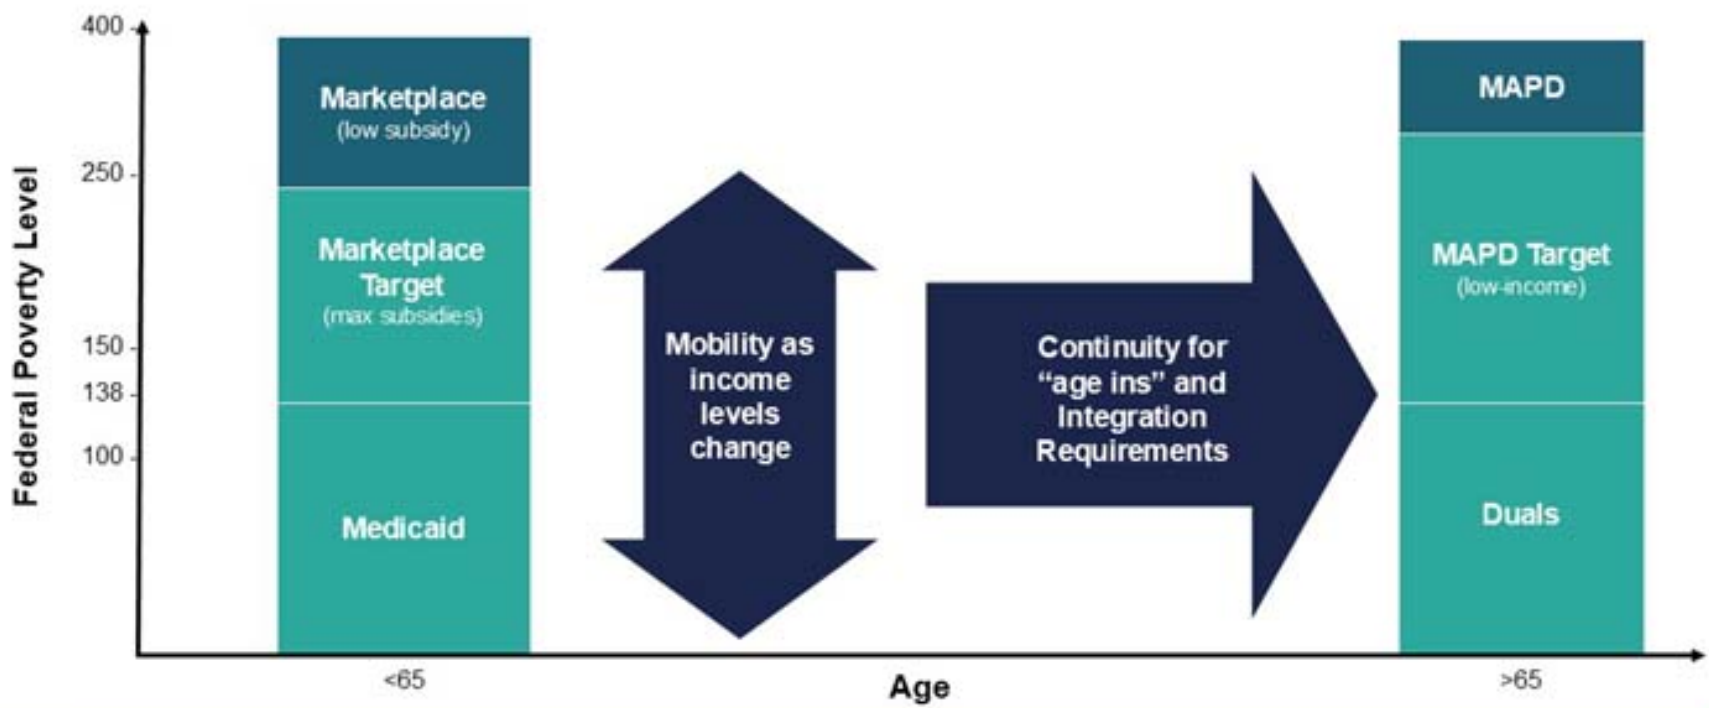 400
250
150
138
100
Federal Poverty Level
Marketplace
(low subsidy)
Marketplace
Target
(max subsidies)
Medicaid
Mobility as
income
levels
change
Continuity for
“age ins” and
Integration
Requirements
MAPD
MAPD Target
(low-income)
Duals
<65
Age
>65